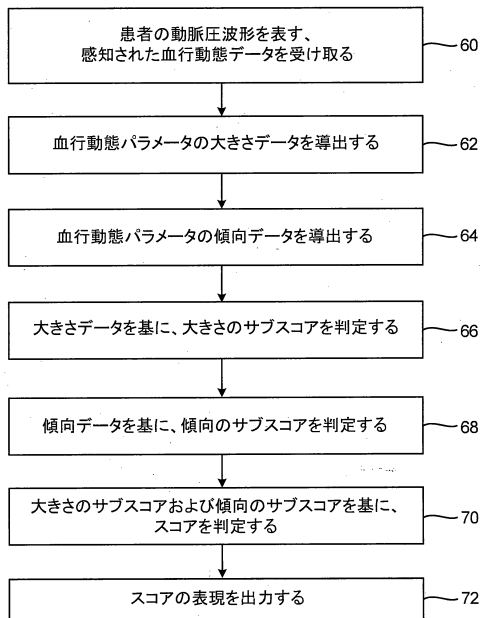 患者の動脈圧波形を表す、
感知された血行動態データを受け取る
60
血行動態パラメータの大きさデータを導出する
62
血行動態パラメータの傾向データを導出する
64
大きさデータを基に、大きさのサブスコアを判定する
66
傾向データを基に、傾向のサブスコアを判定する
68
大きさのサブスコアおよび傾向のサブスコアを基に、
スコアを判定する
70
スコアの表現を出力する
72